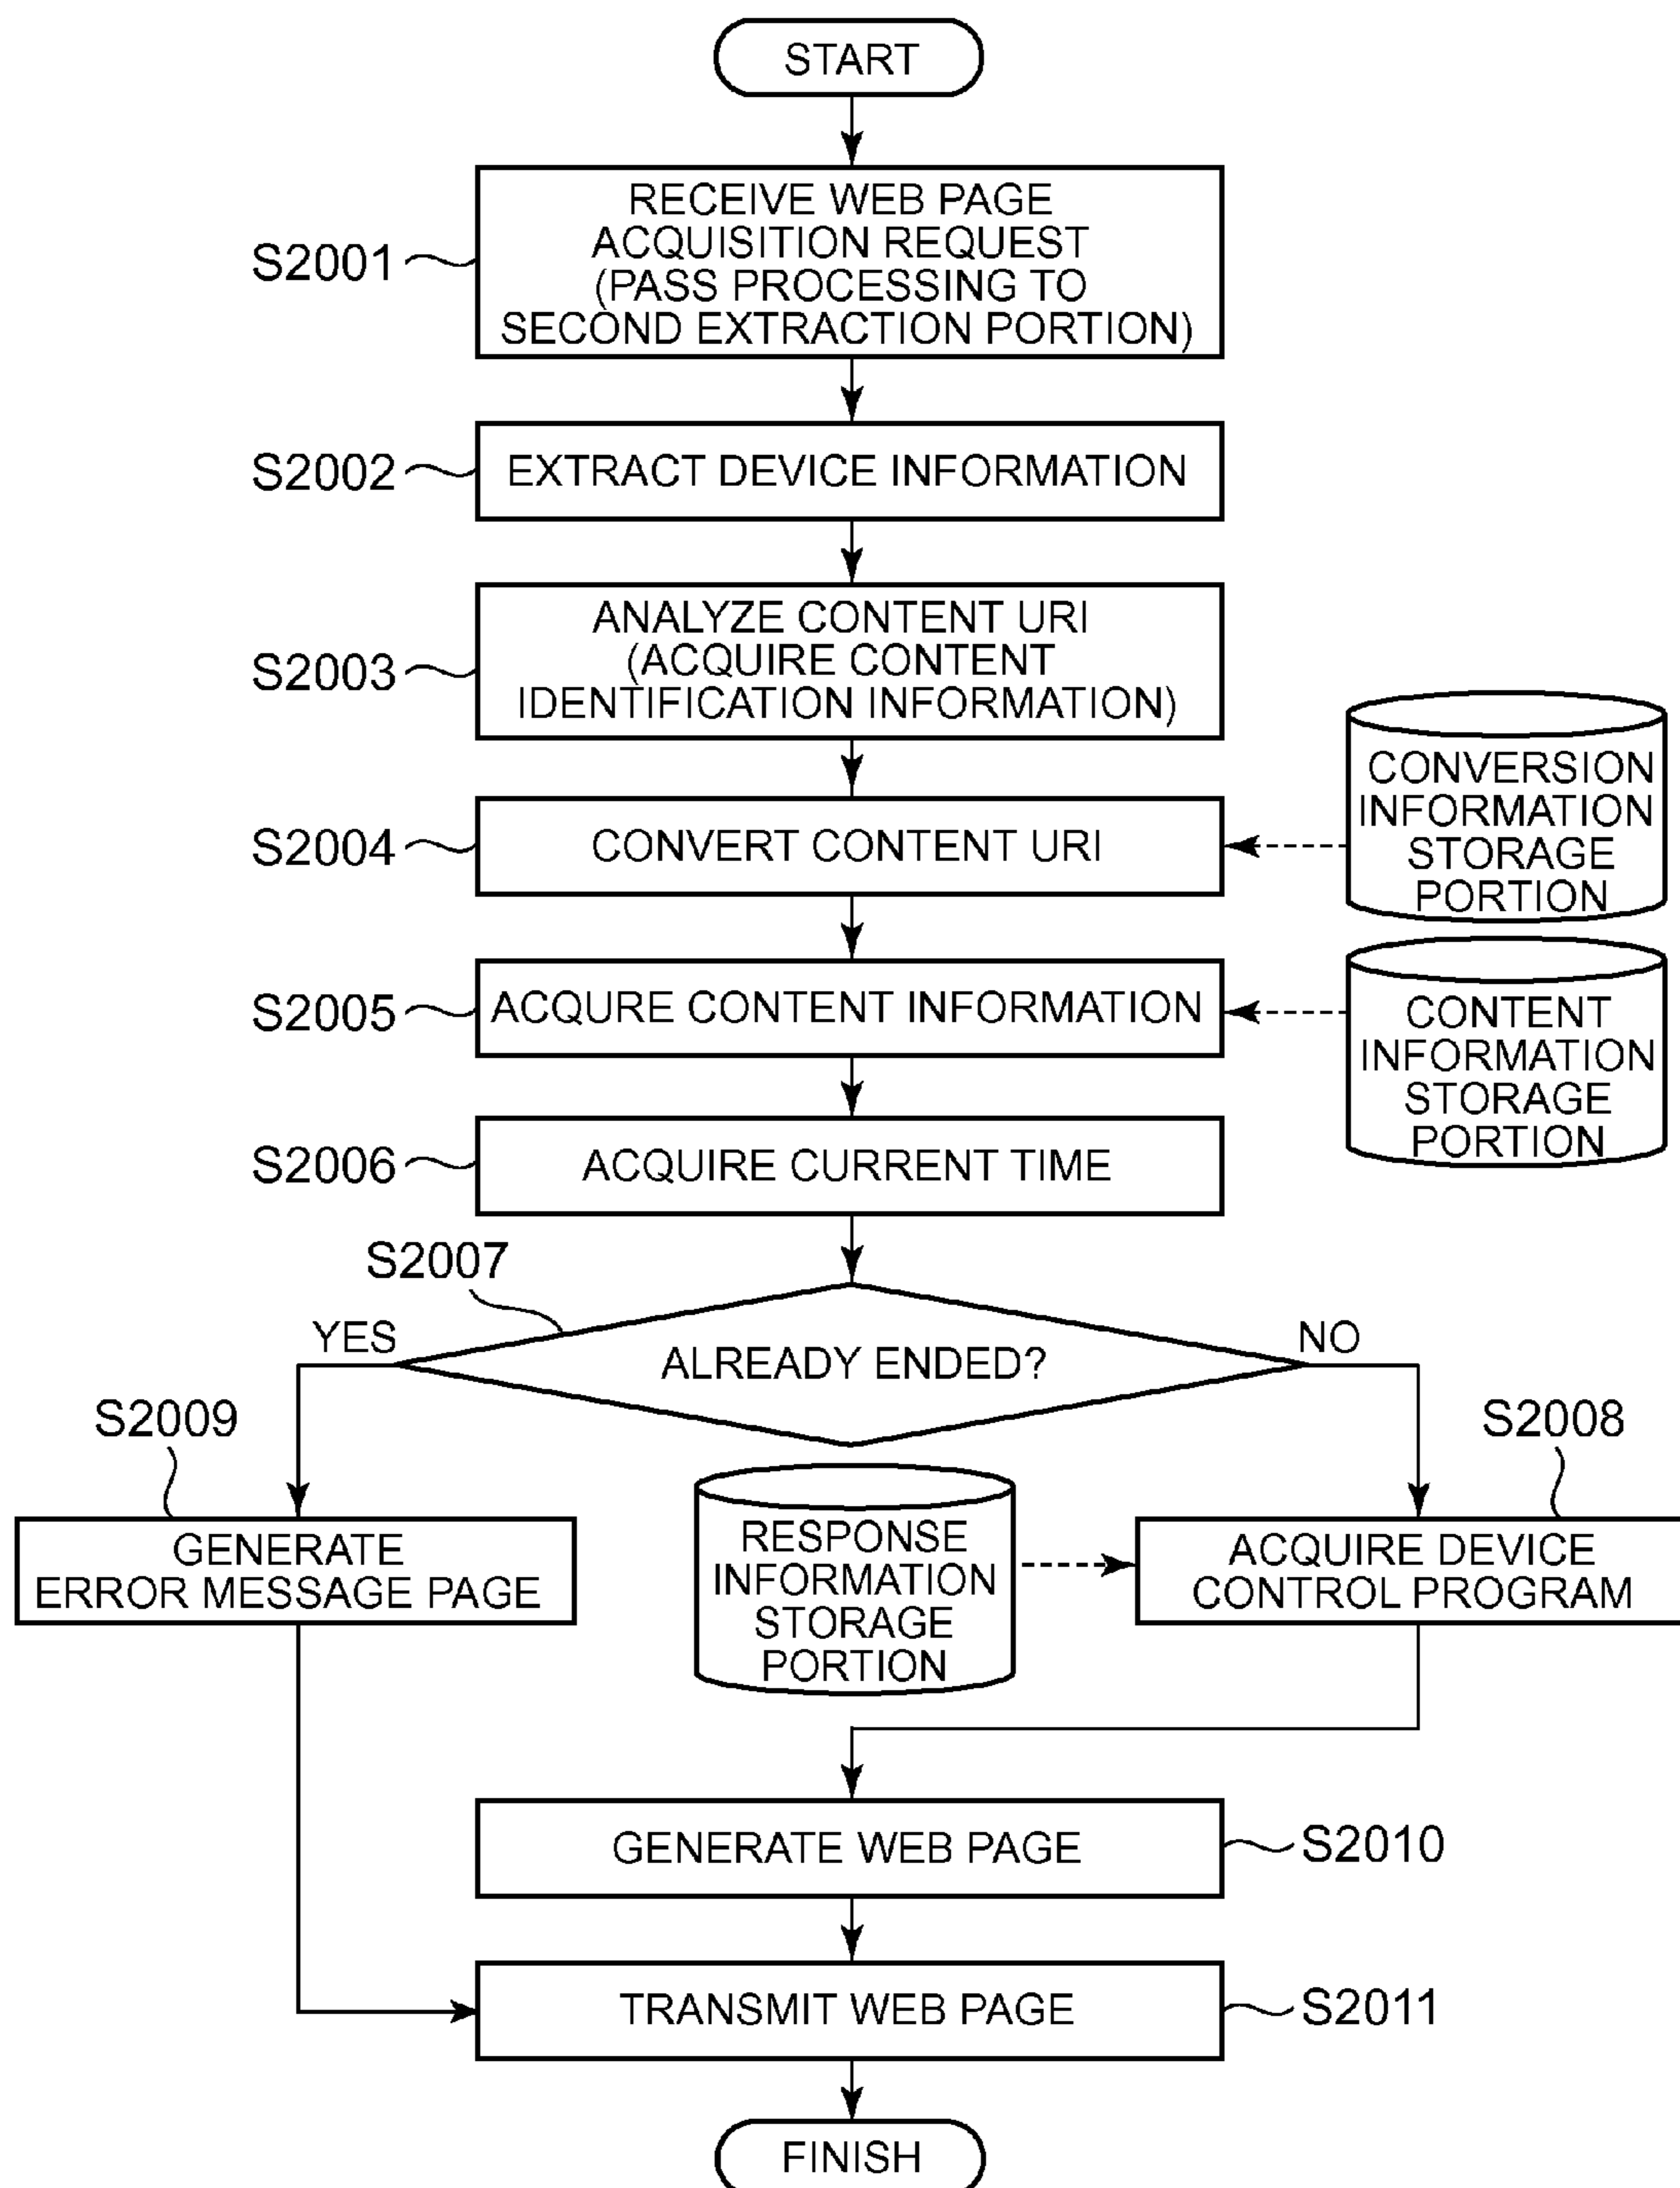 START
RECEIVE WEB PAGE
ACQUISITION REQUEST
(PASS PROCESSING TO
SECOND EXTRACTION PORTION)
S2001
EXTRACT DEVICE INFORMATION
S2002
ANALYZE CONTENT URI
(ACQUIRE CONTENT
IDENTIFICATION INFORMATION)
S2003
CONVERT CONTENT URI
S2004
CONVERSION
INFORMATION
STORAGE
PORTION
ACQURE CONTENT INFORMATION
S2005
CONTENT
INFORMATION
STORAGE
PORTION
ACQUIRE CURRENT TIME
S2006
S2007
YES
ALREADY ENDED?
NO
S2009
GENERATE
ERROR MESSAGE PAGE
RESPONSE
INFORMATION
STORAGE
PORTION
S2008
ACQUIRE DEVICE
CONTROL PROGRAM
GENERATE WEB PAGE
S2010
TRANSMIT WEB PAGE
S2011
FINISH